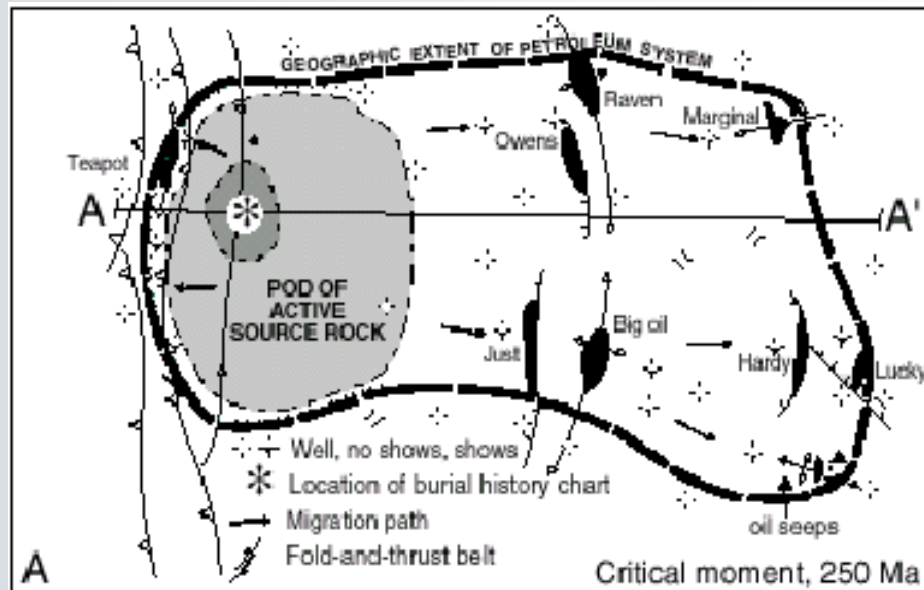 GEOGRAPHIC EXTENT OF PETROLEUM SYSTEM
Raven
Marginal
Owens
Teapot
A
A'
POD OF
ACTIVE
SOURCE ROCK
Big oil
Just
Hardy
Lucky
Well, no shows, shows
Location of burial history chart
oil seeps
Migration path
Fold-and-thrust belt
A
Critical moment, 250 Ma